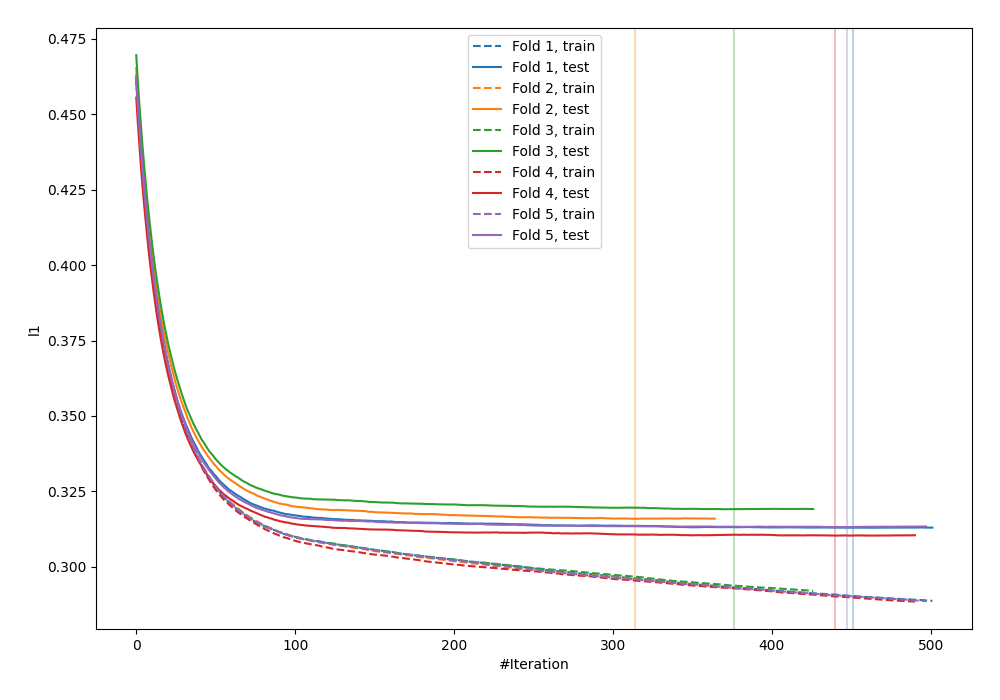 0.475
0.450
0.425
0.400
0.375
0.350
0.325
0.300
l1
0
100
200
300
400
500
#Iteration
Fold 1, train
Fold 1, test
Fold 2, train
Fold 2, test
Fold 3, train
Fold 3, test
Fold 4, train
Fold 4, test
Fold 5, train
Fold 5, test